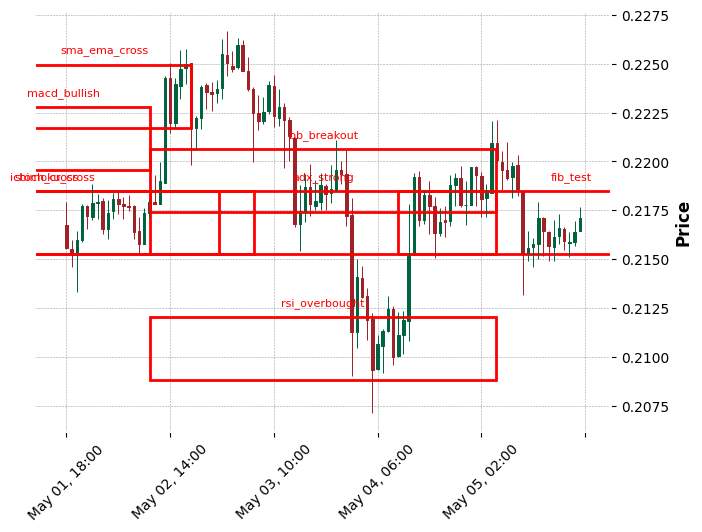 0.2275
sma_ema_cross
0.2250
macd_bullish
0.2225
bb_breakout
0.2200
adx_strong
fib_test
0.2175
Price
0.2150
rsi_overbought
0.2125
0.2100
0.2075
May 01, 18:00
May 02, 14:00
May 03, 10:00
May 04, 06:00
May 05, 02:00